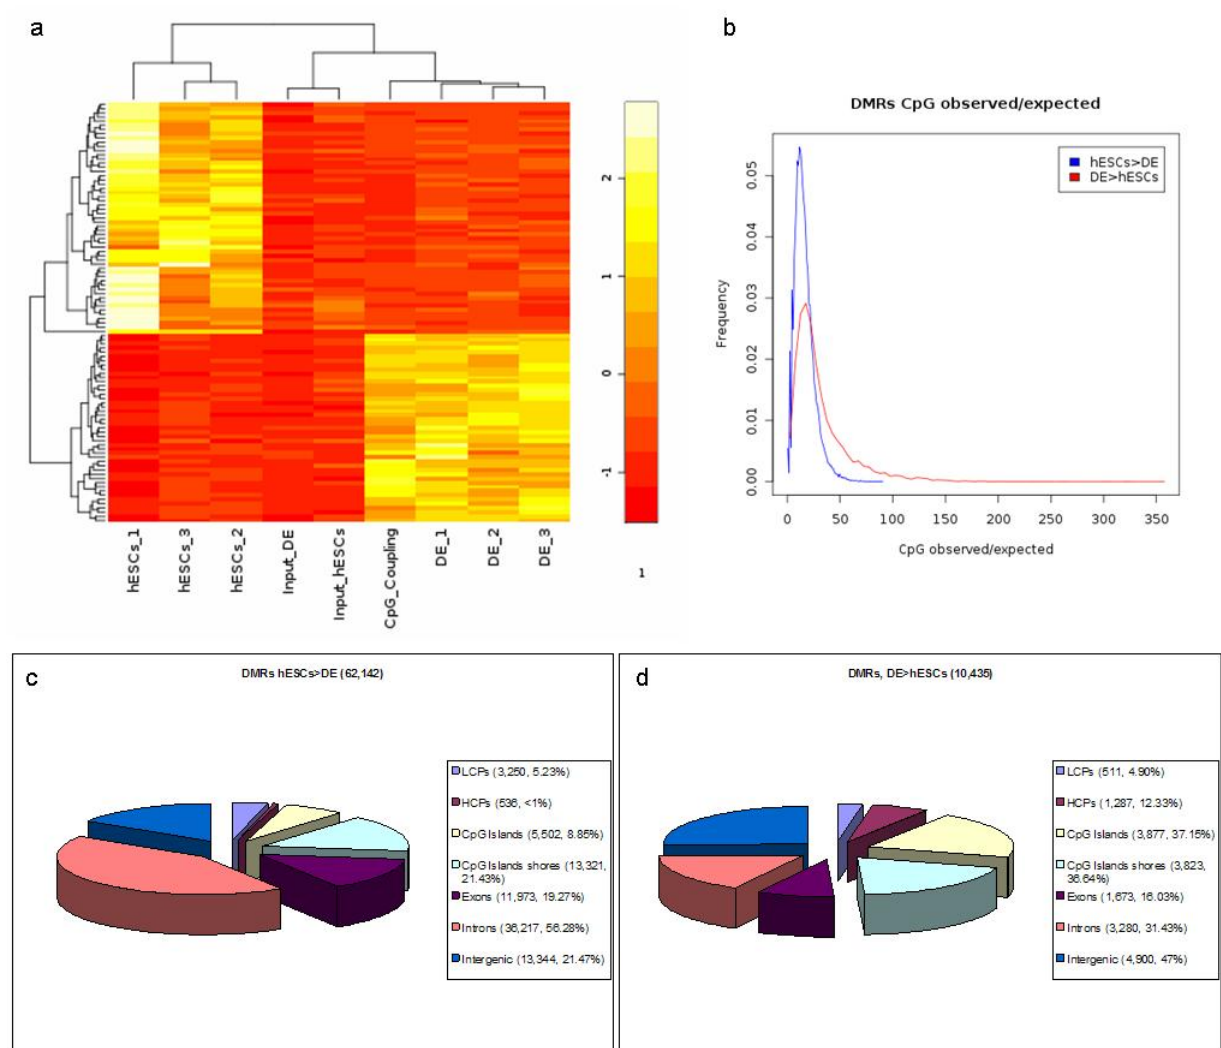 a
2
1
0
-1
1
hESCs_1
hESCs_3
hESCs_2
Input_DE
Input_hESCs
CpG_Coupling
DE_1
DE_2
DE_3
b
DMRs CpG observed/expected
hESCs>DE
DE>hESCs
Frequency
0.05
0.04
0.03
0.02
0.01
0.00
0 50 100 150 200 250 300 350
CpG observed/expected
c
DMRs hESCs>DE (62,142)
LCPs (3,250, 5.23%)
HCPs (536, <1%)
CpG Islands (5,502, 8.85%)
CpG Islands shores (13,321,
21.43%)
Exons (11,973, 19.27%)
Introns (36,217, 56.28%)
Intergenic (13,344, 21.47%)
d
DMRs, DE>hESCs (10,435)
LCPs (511, 4.90%)
HCPs (1,287, 12.33%)
CpG Islands (3,877, 37.15%)
CpG Islands shores (3,823,
36.64%)
Exons (1,673, 16.03%)
Introns (3,280, 31.43%)
Intergenic (4,900, 47%)